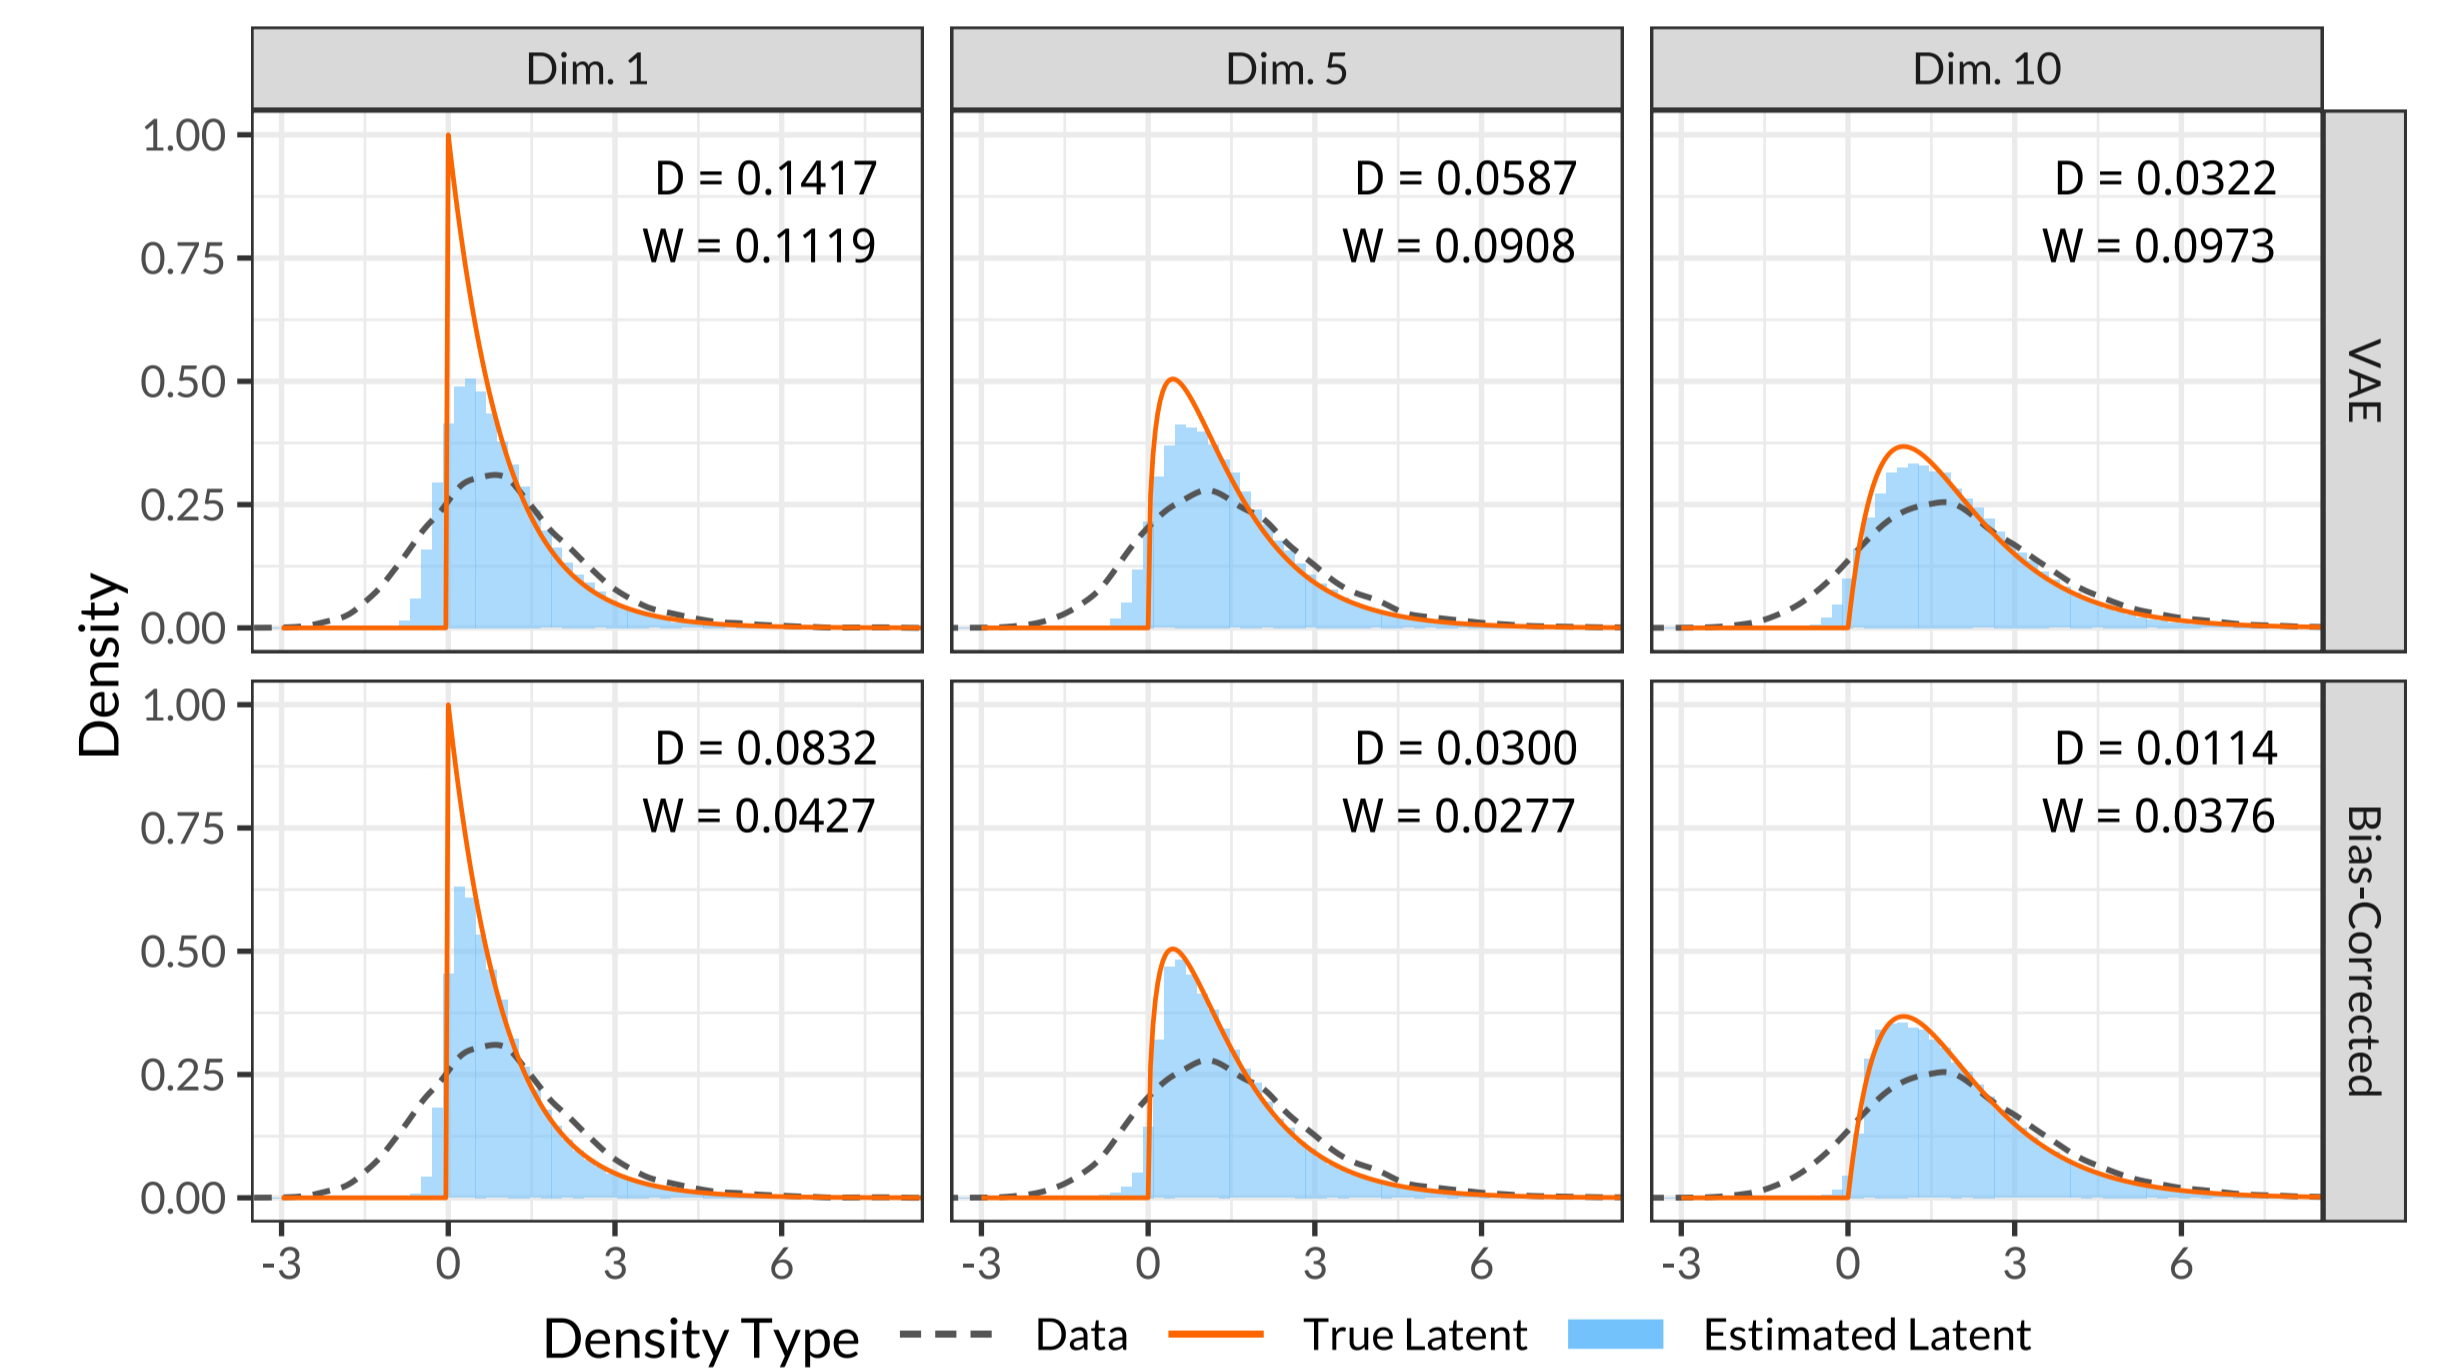 Dim. 1
Dim. 5
Dim. 10
Density
1.00
0.75
0.50
0.25
0.00
D = 0.1417
W = 0.1119
D = 0.0587
W = 0.0908
D = 0.0322
W = 0.0973
VAE
1.00
0.75
0.50
0.25
0.00
D = 0.0832
W = 0.0427
D = 0.0300
W = 0.0277
D = 0.0114
W = 0.0376
Bias-Corrected
-3 0 3 6
-3 0 3 6
-3 0 3 6
Density Type Data True Latent Estimated Latent